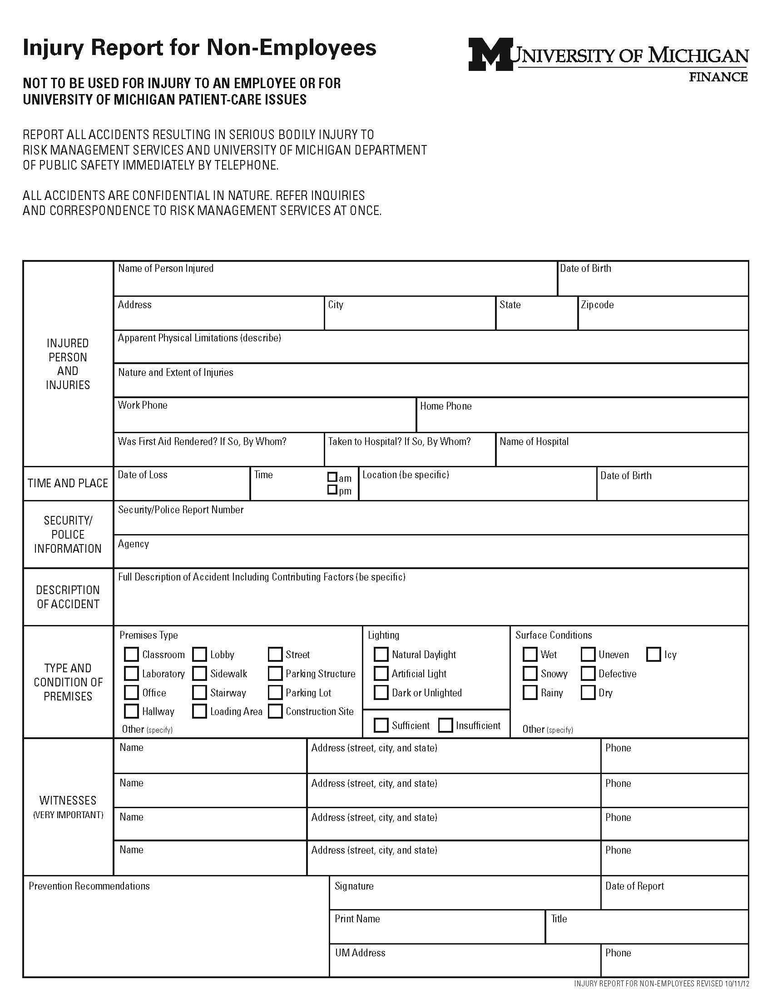 Injury Report for Non-Employees
M UNIVERSITY OF MICHIGAN
FINANCE
NOT TO BE USED FOR INJURY TO AN EMPLOYEE OR FOR
UNIVERSITY OF MICHIGAN PATIENT-CARE ISSUES
REPORT ALL ACCIDENTS RESULTING IN SERIOUS BODILY INJURY TO
RISK MANAGEMENT SERVICES AND UNIVERSITY OF MICHIGAN DEPARTMENT
OF PUBLIC SAFETY IMMEDIATELY BY TELEPHONE.
ALL ACCIDENTS ARE CONFIDENTIAL IN NATURE. REFER INQUIRIES
AND CORRESPONDENCE TO RISK MANAGEMENT SERVICES AT ONCE.
INJURED
PERSON
AND
INJURIES
Name of Person Injured
Date of Birth
Address
City
State
Zipcode
Apparent Physical Limitations (describe)
Nature and Extent of Injuries
Work Phone
Home Phone
Was First Aid Rendered? If So, By Whom?
Taken to Hospital? If So, By Whom?
Name of Hospital
TIME AND PLACE
Date of Loss
Time
am
pm
Location (be specific)
Date of Birth
SECURITY/
POLICE
INFORMATION
Security/Police Report Number
Agency
DESCRIPTION
OF ACCIDENT
Full Description of Accident Including Contributing Factors (be specific)
TYPE AND
CONDITION OF
PREMISES
Premises Type
Classroom
Lobby
Street
Laboratory
Sidewalk
Parking Structure
Office
Stairway
Parking Lot
Hallway
Loading Area
Construction Site
Other (specify)
Lighting
Natural Daylight
Artificial Light
Dark or Unlighted
Sufficient
Insufficient
Surface Conditions
Wet
Uneven
Icy
Snowy
Defective
Rainy
Dry
Other (specify)
WITNESSES
(VERY IMPORTANT)
Name
Address (street, city, and state)
Phone
Name
Address (street, city, and state)
Phone
Name
Address (street, city, and state)
Phone
Name
Address (street, city, and state)
Phone
Prevention Recommendations
Signature
Date of Report
Print Name
Title
UM Address
Phone
INJURY REPORT FOR NON-EMPLOYEES REVISED 10/11/12